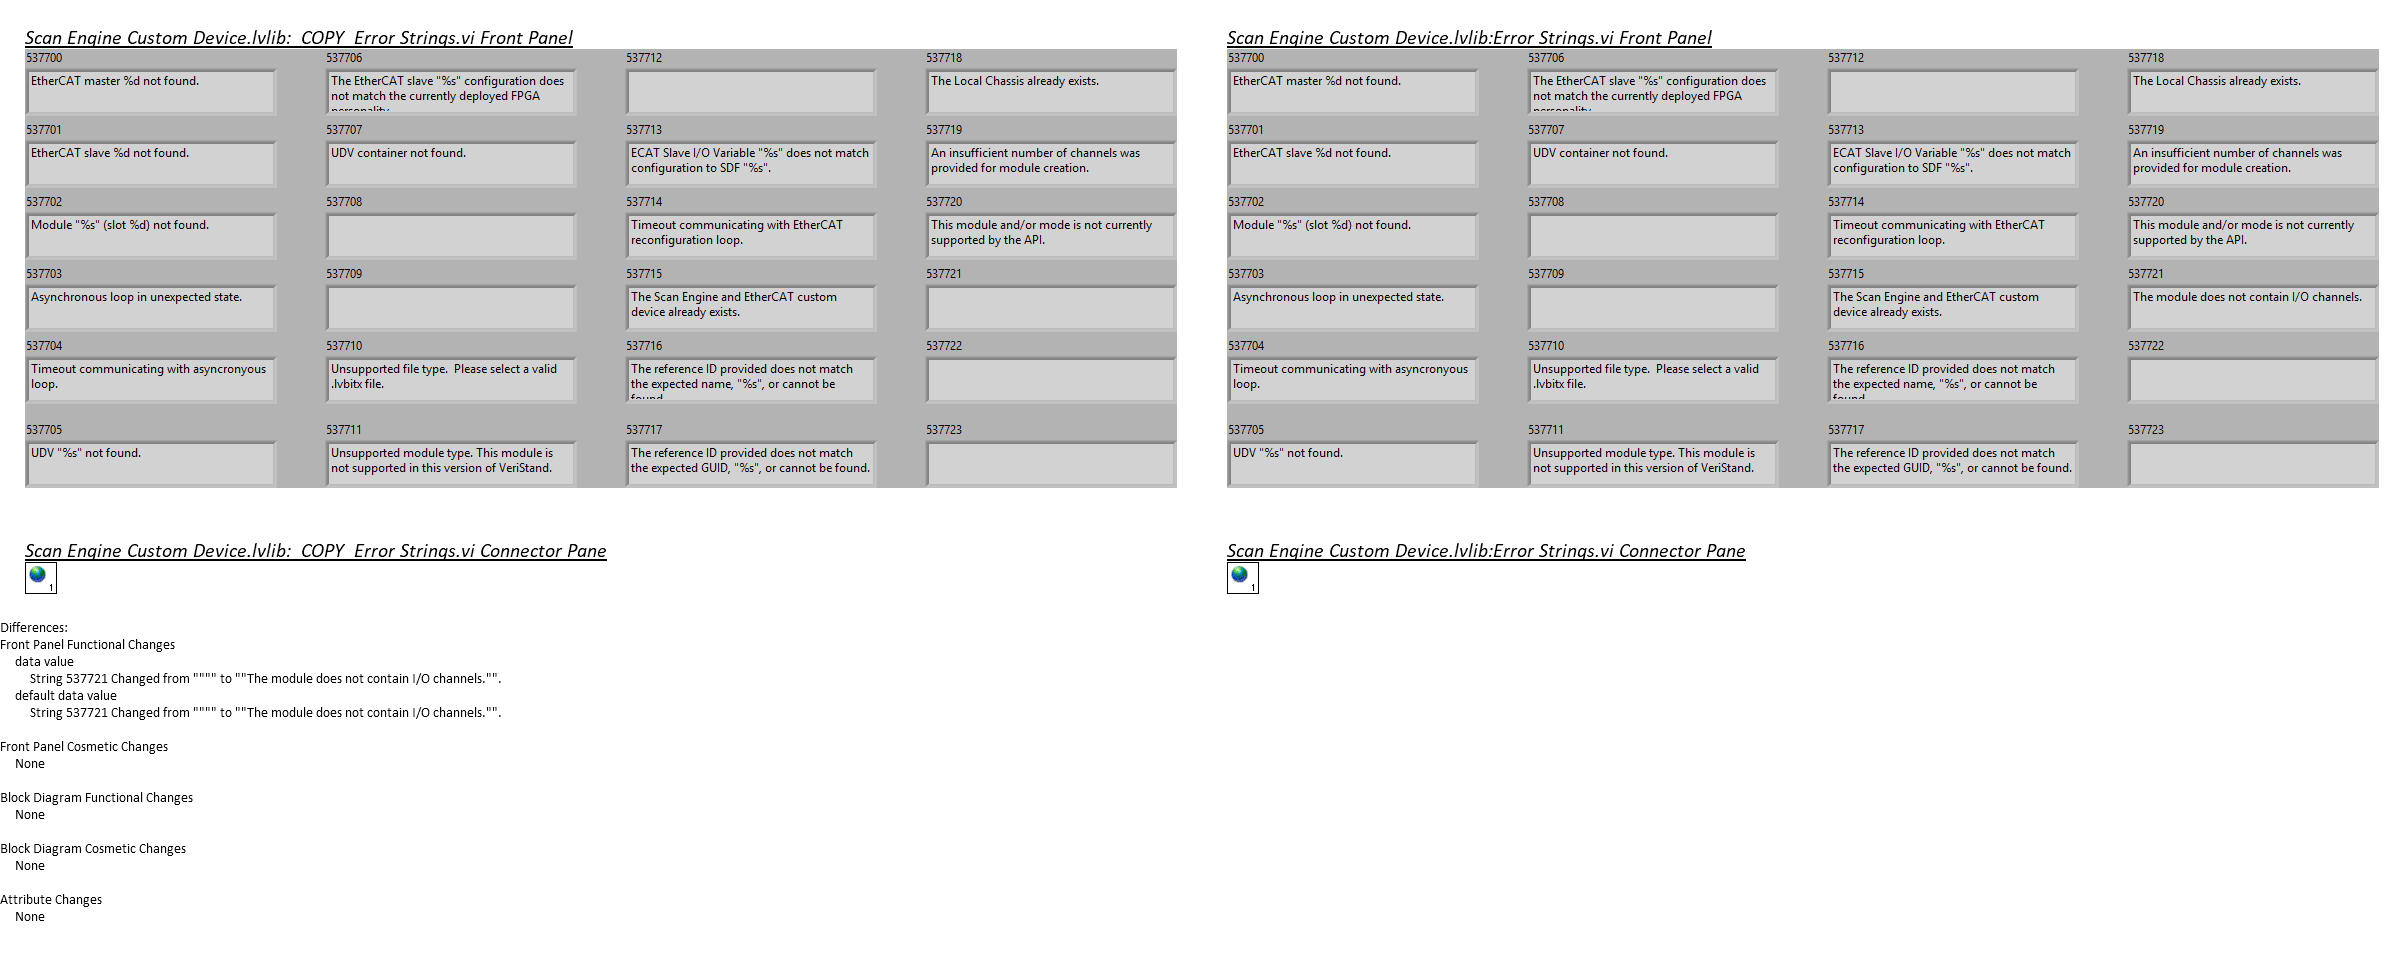 Scan Engine Custom Device.lvlib:_COPY_Error Strings.vi Front Panel
537700
EtherCAT master %d not found.
537706
The EtherCAT slave "%s" configuration does
not match the currently deployed FPGA
personality.
537712
537718
The Local Chassis already exists.
537701
EtherCAT slave %d not found.
537707
UDV container not found.
537713
ECAT Slave I/O Variable "%s" does not match
configuration to SDF "%s".
537719
An insufficient number of channels was
provided for module creation.
537702
Module "%s" (slot %d) not found.
537708
537714
Timeout communicating with EtherCAT
reconfiguration loop.
537720
This module and/or mode is not currently
supported by the API.
537703
Asynchronous loop in unexpected state.
537709
537715
The Scan Engine and EtherCAT custom
device already exists.
537721
537704
Timeout communicating with asyncronyous
loop.
537710
Unsupported file type.  Please select a valid
.lvbitx file.
537716
The reference ID provided does not match
the expected name, "%s", or cannot be
found.
537722
537705
UDV "%s" not found.
537711
Unsupported module type. This module is
not supported in this version of VeriStand.
537717
The reference ID provided does not match
the expected GUID, "%s", or cannot be found.
537723
Scan Engine Custom Device.lvlib:Error Strings.vi Front Panel
537700
EtherCAT master %d not found.
537706
The EtherCAT slave "%s" configuration does
not match the currently deployed FPGA
personality.
537712
537718
The Local Chassis already exists.
537701
EtherCAT slave %d not found.
537707
UDV container not found.
537713
ECAT Slave I/O Variable "%s" does not match
configuration to SDF "%s".
537719
An insufficient number of channels was
provided for module creation.
537702
Module "%s" (slot %d) not found.
537708
537714
Timeout communicating with EtherCAT
reconfiguration loop.
537720
This module and/or mode is not currently
supported by the API.
537703
Asynchronous loop in unexpected state.
537709
537715
The Scan Engine and EtherCAT custom
device already exists.
537721
The module does not contain I/O channels.
537704
Timeout communicating with asyncronyous
loop.
537710
Unsupported file type.  Please select a valid
.lvbitx file.
537716
The reference ID provided does not match
the expected name, "%s", or cannot be
found.
537722
537705
UDV "%s" not found.
537711
Unsupported module type. This module is
not supported in this version of VeriStand.
537717
The reference ID provided does not match
the expected GUID, "%s", or cannot be found.
537723
Scan Engine Custom Device.lvlib:_COPY_Error Strings.vi Connector Pane
1
Scan Engine Custom Device.lvlib:Error Strings.vi Connector Pane
1
Differences:
Front Panel Functional Changes
data value
String 537721 Changed from """" to ""The module does not contain I/O channels."".
default data value
String 537721 Changed from """" to ""The module does not contain I/O channels."".
Front Panel Cosmetic Changes
None
Block Diagram Functional Changes
None
Block Diagram Cosmetic Changes
None
Attribute Changes
None